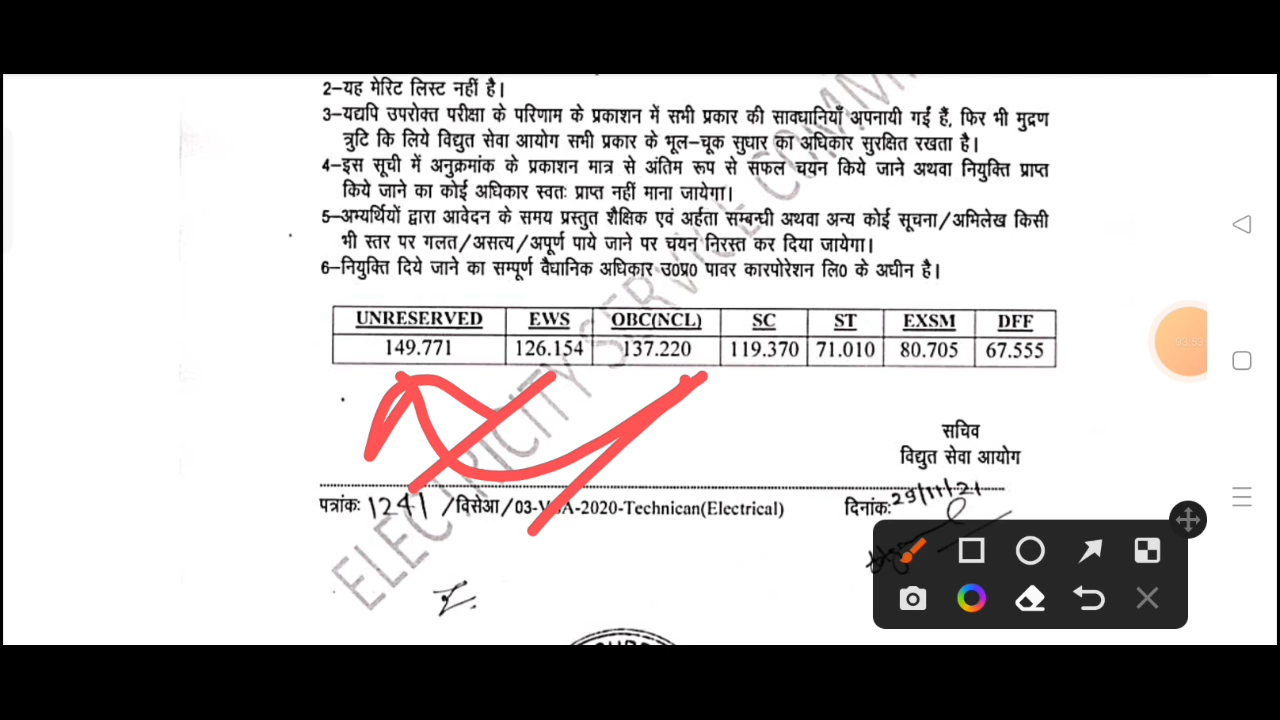 2-यह मेरिट लिस्ट नहीं है।
3-यद्यपि उपरोक्त परीक्षा के परिणाम के प्रकाशन में सभी प्रकार की सावधानियाँ अपनायी गईं हैं, फिर भी मुद्रण
त्रुटि कि लिये विद्युत सेवा आयोग सभी प्रकार के भूल-चूक सुधार का अधिकार सुरक्षित रखता है।
4-इस सूची में अनुक्रमांक के प्रकाशन मात्र से अंतिम रूप से सफल चयन किये जाने अथवा नियुक्ति प्राप्त
किये जाने का कोई अधिकार स्वतः प्राप्त नहीं माना जायेगा।
5-अभ्यर्थियों द्वारा आवेदन के समय प्रस्तुत शैक्षिक एवं अर्हता सम्बन्धी अथवा अन्य कोई सूचना/अभिलेख किसी
भी स्तर पर गलत/असत्य/अपूर्ण पाये जाने पर चयन निरस्त कर दिया जायेगा।
6-नियुक्ति दिये जाने का सम्पूर्ण वैधानिक अधिकार उ0प्र0 पावर कारपोरेशन लि0 के अधीन है।
UNRESERVED EWS OBC(NCL) SC ST EXSM DFF
149.771 126.154 137.220 119.370 71.010 80.705 67.555
सचिव
विद्युत सेवा आयोग
पत्रांकः 1241 /विसेआ/03- -2020-Technican(Electrical) दिनांकः 29/11/21
ELECTRICITY SERVICE COMM
03:53